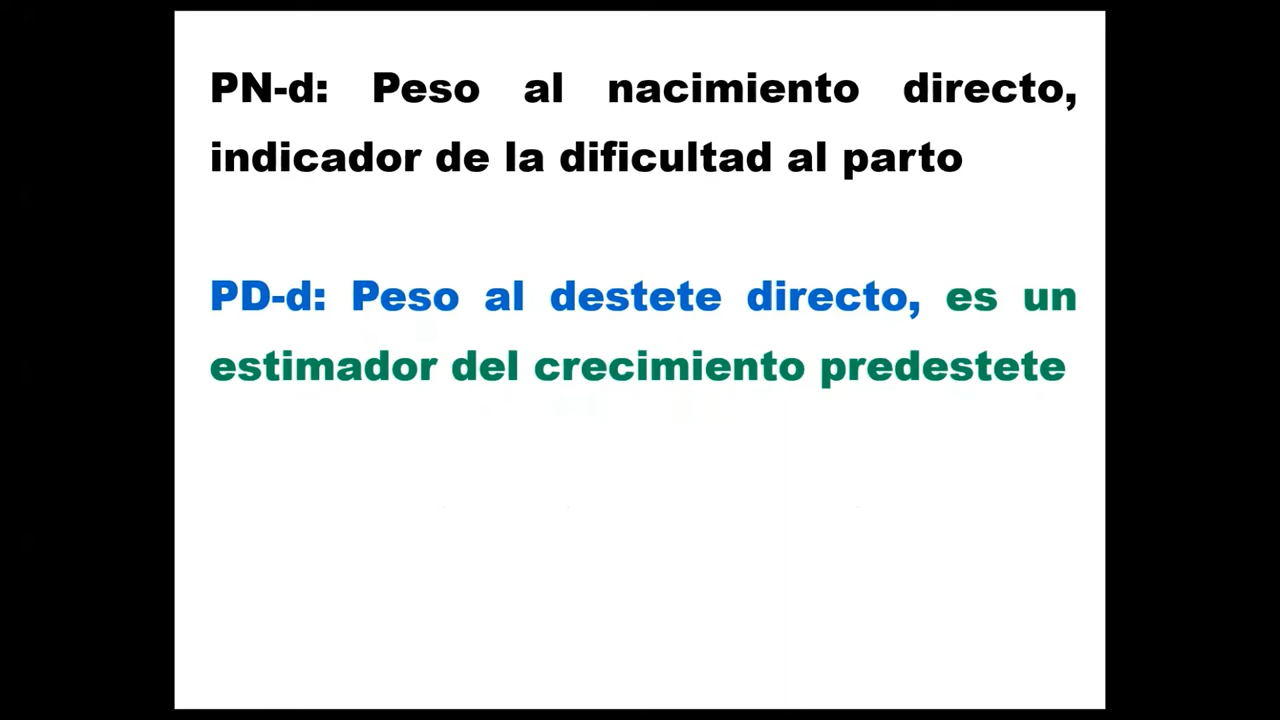 PN-d: Peso al nacimiento directo,
indicador de la dificultad al parto
PD-d: Peso al destete directo, es un
estimador del crecimiento predestete